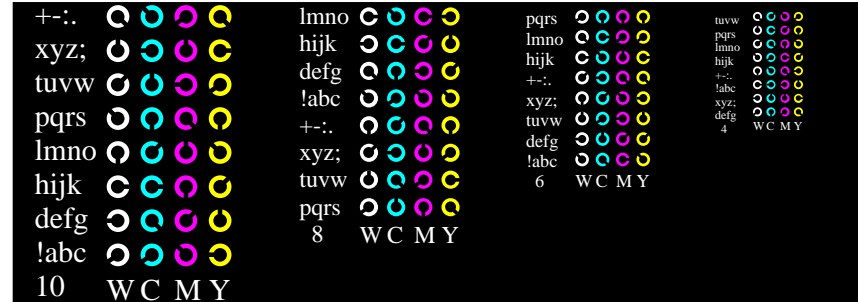 +-:.
xyz;
tuvw
pqrs
lmno
hijk
defg
!abc
10 W C M Y
lmno
hijk
defg
!abc
+-:.
xyz;
tuvw
pqrs
8 W C M Y
pqrs
lmno
hijk
+-:.
xyz;
tuvw
defg
!abc
6 W C M Y
tuvw
pqrs
lmno
hijk
+-:.
!abc
xyz;
defg
4 W C M Y